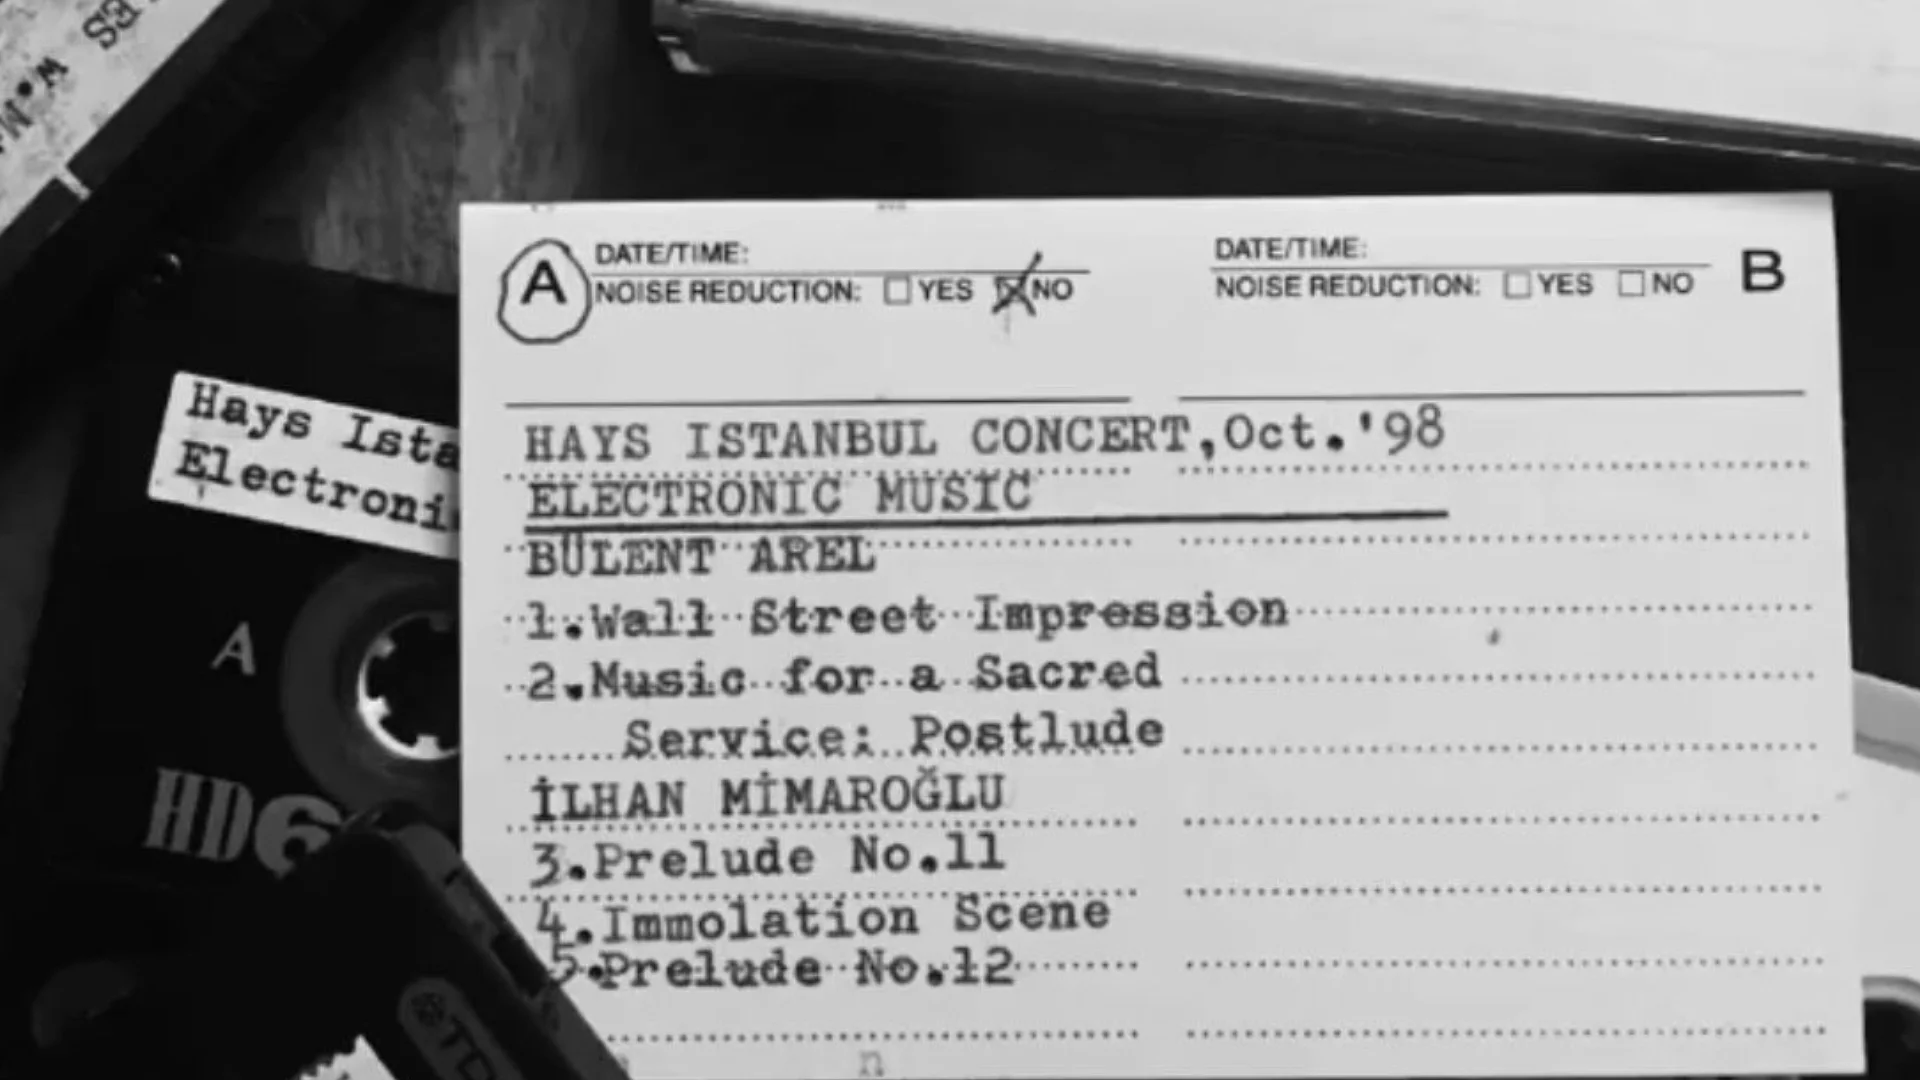 ES
W.
A
DATE/TIME:
NOISE REDUCTION: YES NO
DATE/TIME:
NOISE REDUCTION: YES NO
B
HAYS ISTANBUL CONCERT,Oct.'98
ELECTRONIC MUSIC
BÜLENT AREL
1.Wall Street Impression
2.Music for a Sacred
Service: Postlude
İLHAN MİMAROĞLU
3.Prelude No.11
4.Immolation Scene
5.Prelude No.12
Hays Ista
Electroni
A
HD6